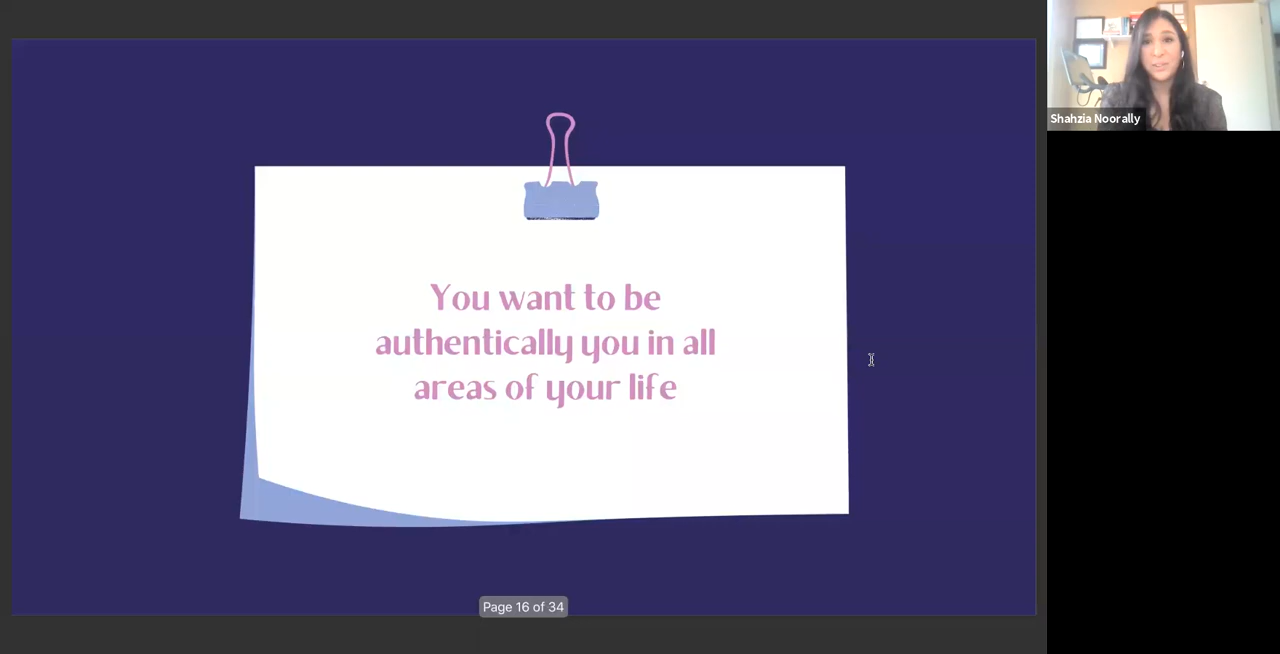 Shahzia Noorally
You want to be
authentically you in all
areas of your life
Page 16 of 34